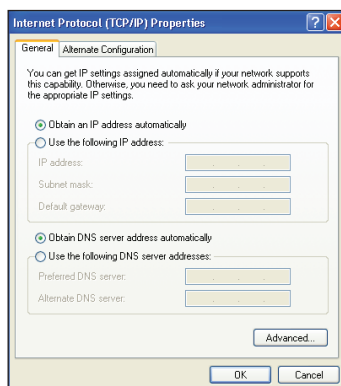 Internet Protocol (TCP/IP) Properties
General
Alternate Configuration
You can get IP settings assigned automatically if your network supports
this capability. Otherwise, you need to ask your network administrator for
the appropriate IP settings.
Obtain an IP address automatically
Use the following IP address:
IP address:
Subnet mask:
Default gateway:
Obtain DNS server address automatically
Use the following DNS server addresses:
Preferred DNS server:
Alternate DNS server:
Advanced...
OK
Cancel